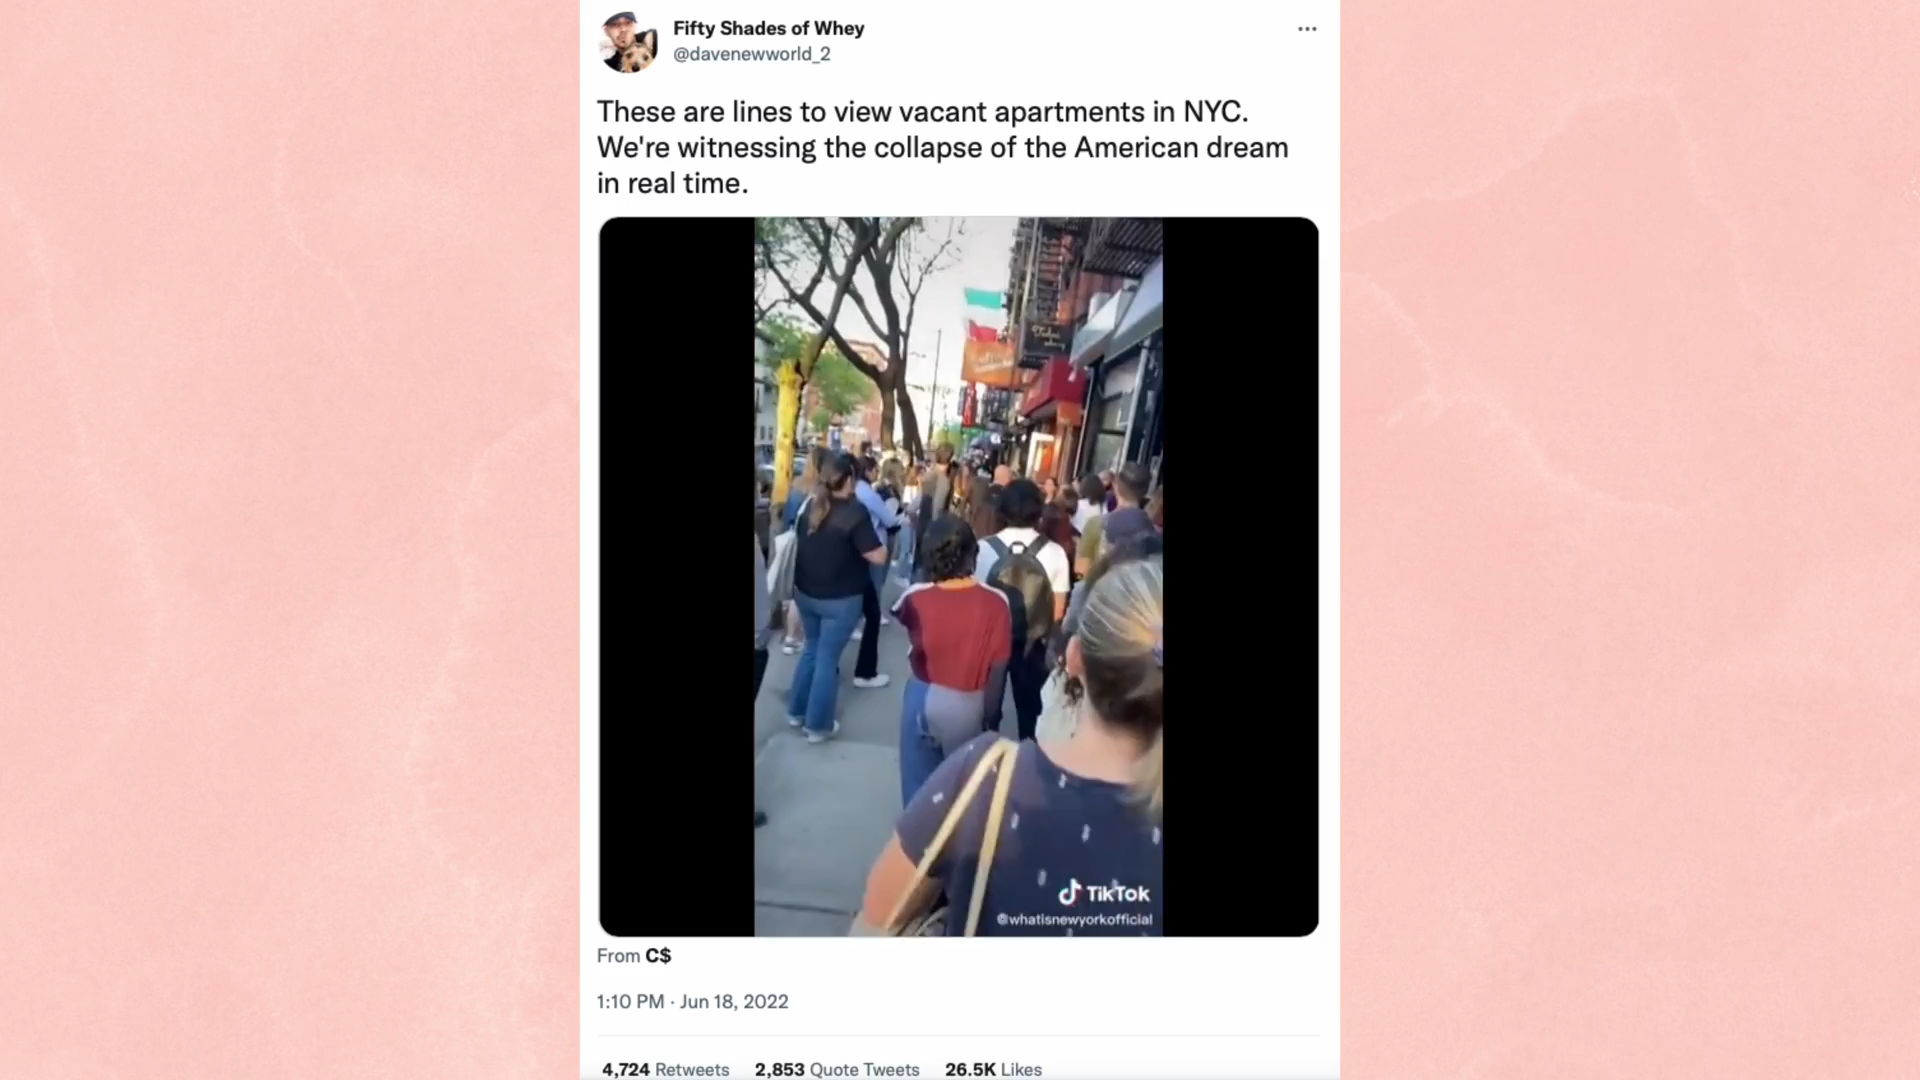 Fifty Shades of Whey
@davenewworld_2
These are lines to view vacant apartments in NYC.
We're witnessing the collapse of the American dream
in real time.
TikTok
@whatisnewyorkofficial
From C$
1:10 PM · Jun 18, 2022
4,724 Retweets 2,853 Quote Tweets 26.5K Likes